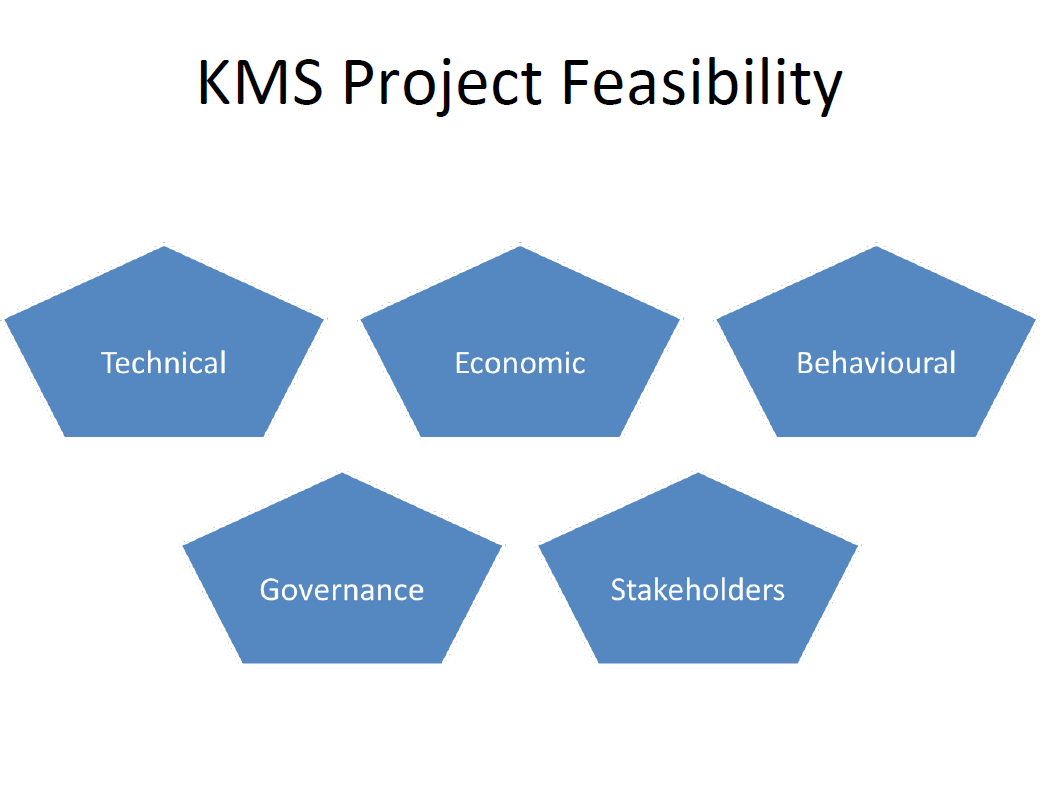 KMS Project Feasibility
Technical
Economic
Behavioural
Governance
Stakeholders